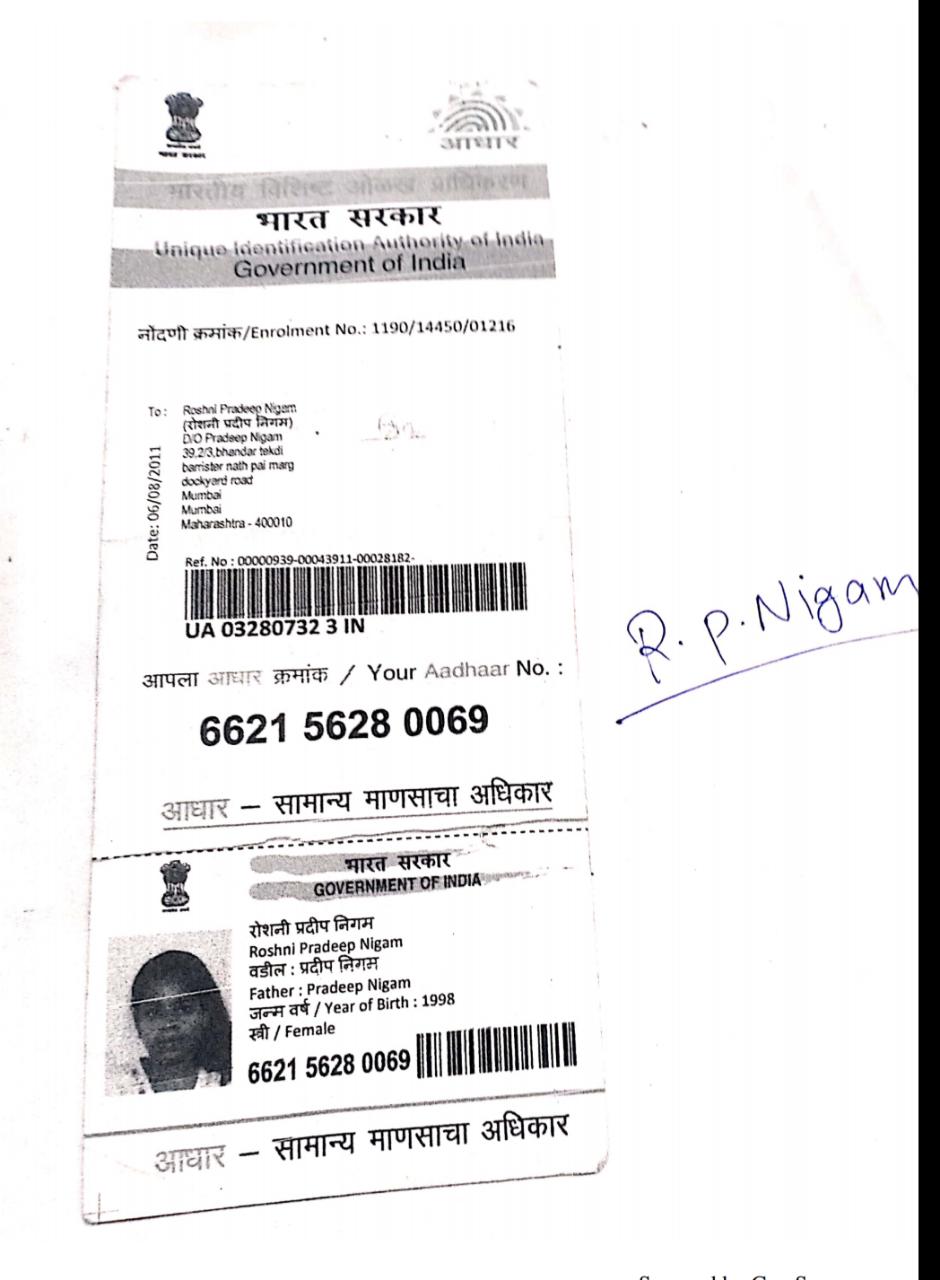 आधार
भारत सरकार
भारतीय विशिष्ट ओळख प्राधिकरण
भारत सरकार
Unique Identification Authority of India
Government of India
नोंदणी क्रमांक/Enrolment No.: 1190/14450/01216
To: Roshni Pradeep Nigam
(रोशनी प्रदीप निगम)
D/O Pradeep Nigam
39,2/3,bhandar tekdi
barrister nath pai marg
dockyard road
Mumbai
Mumbai
Maharashtra - 400010
Date: 06/08/2011
Ref. No : 00000939-00043911-00028182-
UA 03280732 3 IN
R. P. Nigam
आपला आधार क्रमांक / Your Aadhaar No. :
6621 5628 0069
आधार – सामान्य माणसाचा अधिकार
भारत सरकार
GOVERNMENT OF INDIA
रोशनी प्रदीप निगम
Roshni Pradeep Nigam
वडील : प्रदीप निगम
Father : Pradeep Nigam
जन्म वर्ष / Year of Birth : 1998
स्त्री / Female
6621 5628 0069
आधार – सामान्य माणसाचा अधिकार